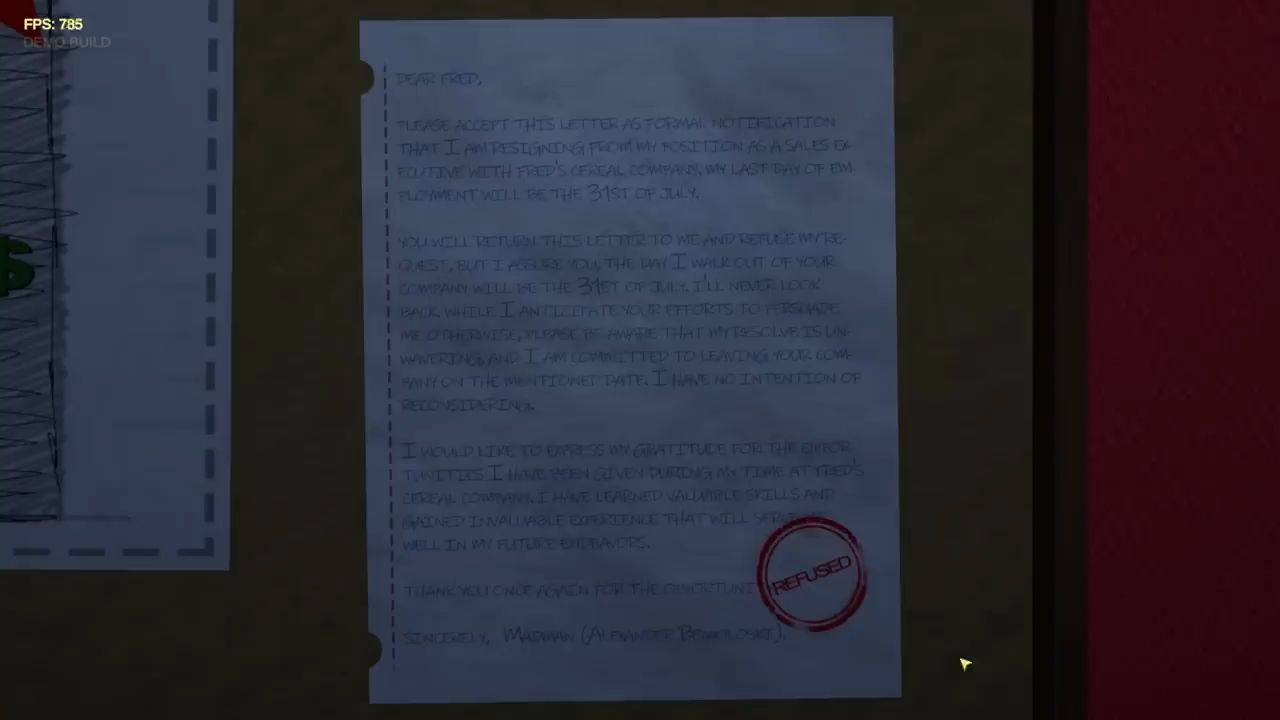 FPS: 785
DEMO BUILD
$
DEAR FRED,
PLEASE ACCEPT THIS LETTER AS FORMAL NOTIFICATION
THAT I AM RESIGNING FROM MY POSITION AS A SALES EX-
ECUTIVE WITH FRED'S CEREAL COMPANY. MY LAST DAY OF EM-
PLOYMENT WILL BE THE 31ST OF JULY.
YOU WILL RETURN THIS LETTER TO ME AND REFUSE MY RE-
QUEST, BUT I ASSURE YOU, THE DAY I WALK OUT OF YOUR
COMPANY WILL BE THE 31ST OF JULY. I'LL NEVER LOOK
BACK WHILE I ANTICITATE YOUR EFFORTS TO PERSUADE
ME OTHERWISE, PLEASE BE AWARE THAT MY RESOLVE IS UN-
WAVERING, AND I AM COMMITTED TO LEAVING YOUR COM-
PANY ON THE MENTIONED DATE. I HAVE NO INTENTION OF
RECONSIDERING.
I WOULD LIKE TO EXPRESS MY GRATITUDE FOR THE OPPOR-
TUNITIES I HAVE BEEN GIVEN DURING MY TIME AT FRED'S
CEREAL COMPANY. I HAVE LEARNED VALUABLE SKILLS AND
GAINED INVALUABLE EXPERIENCE THAT WILL
WELL IN MY FUTURE ENDEAVORS.
THANK YOU ONCE AGAIN FOR THE OPPORTUNI
REFUSED
SINCERELY, MADMAN (ALEXANDER